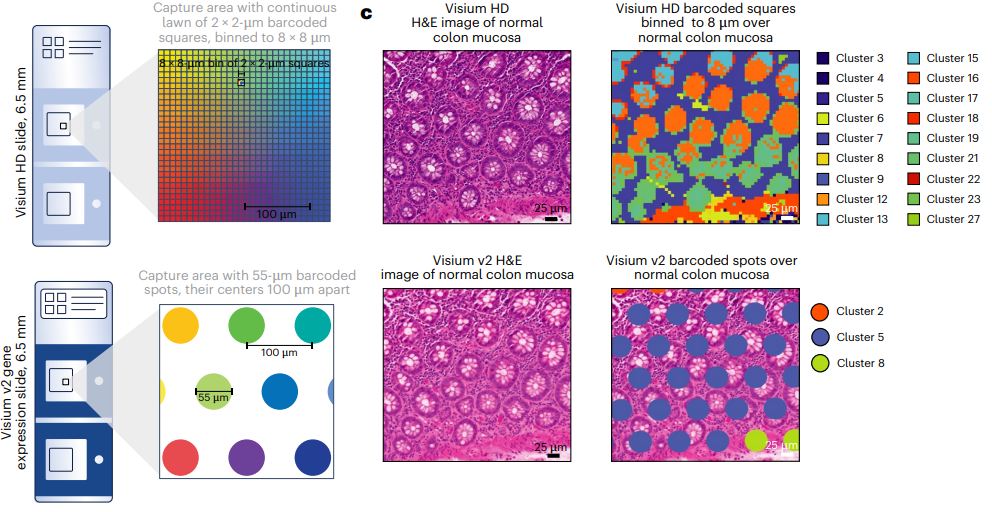 Visium HD slide, 6.5 mm
Capture area with continuous
lawn of 2 × 2-μm barcoded
squares, binned to 8 × 8 μm
8 × 8-μm bin of 2 × 2-μm squares
100 μm
c
Visium HD
H&E image of normal
colon mucosa
25 μm
Visium HD barcoded squares
binned to 8 μm over
normal colon mucosa
25 μm
Cluster 3
Cluster 4
Cluster 5
Cluster 6
Cluster 7
Cluster 8
Cluster 9
Cluster 12
Cluster 13
Cluster 15
Cluster 16
Cluster 17
Cluster 18
Cluster 19
Cluster 21
Cluster 22
Cluster 23
Cluster 27
Visium v2 gene
expression slide, 6.5 mm
Capture area with 55-μm barcoded
spots, their centers 100 μm apart
100 μm
55 μm
Visium v2 H&E
image of normal colon mucosa
25 μm
Visium v2 barcoded spots over
normal colon mucosa
25 μm
Cluster 2
Cluster 5
Cluster 8